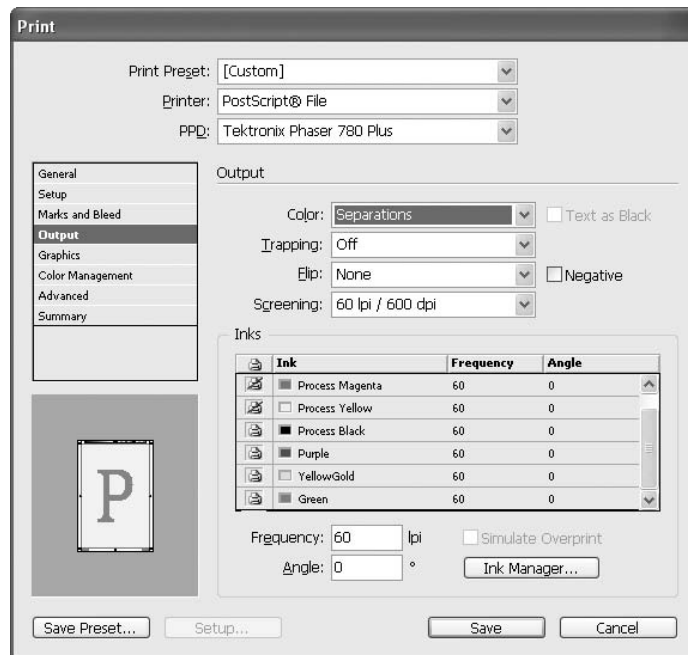 Print
Print Preset: [Custom]
Printer: PostScript® File
PPD: Tektronix Phaser 780 Plus
General
Setup
Marks and Bleed
Output
Graphics
Color Management
Advanced
Summary
Output
Color: Separations Text as Black
Trapping: Off
Flip: None Negative
Screening: 60 lpi / 600 dpi
Inks
Ink Frequency Angle
Process Magenta 60 0
Process Yellow 60 0
Process Black 60 0
Purple 60 0
YellowGold 60 0
Green 60 0
Frequency: 60 lpi Simulate Overprint
Angle: 0 ° Ink Manager...
P
Save Preset... Setup... Save Cancel